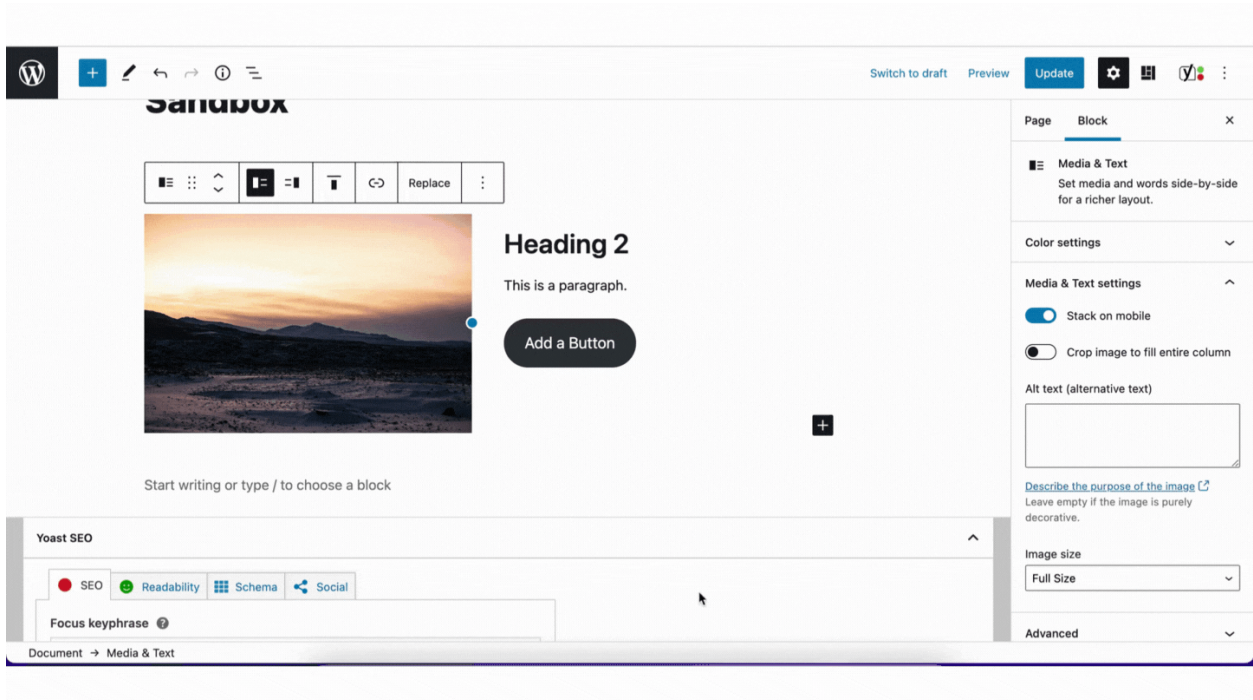 Switch to draft
Preview
Update
Sandbox
Page
Block
Replace
Media & Text
Set media and words side-by-side
for a richer layout.
Color settings
Media & Text settings
Stack on mobile
Crop image to fill entire column
Alt text (alternative text)
Describe the purpose of the image
Leave empty if the image is purely
decorative.
Image size
Full Size
Advanced
Heading 2
This is a paragraph.
Add a Button
Start writing or type / to choose a block
Yoast SEO
SEO
Readability
Schema
Social
Focus keyphrase
Document → Media & Text